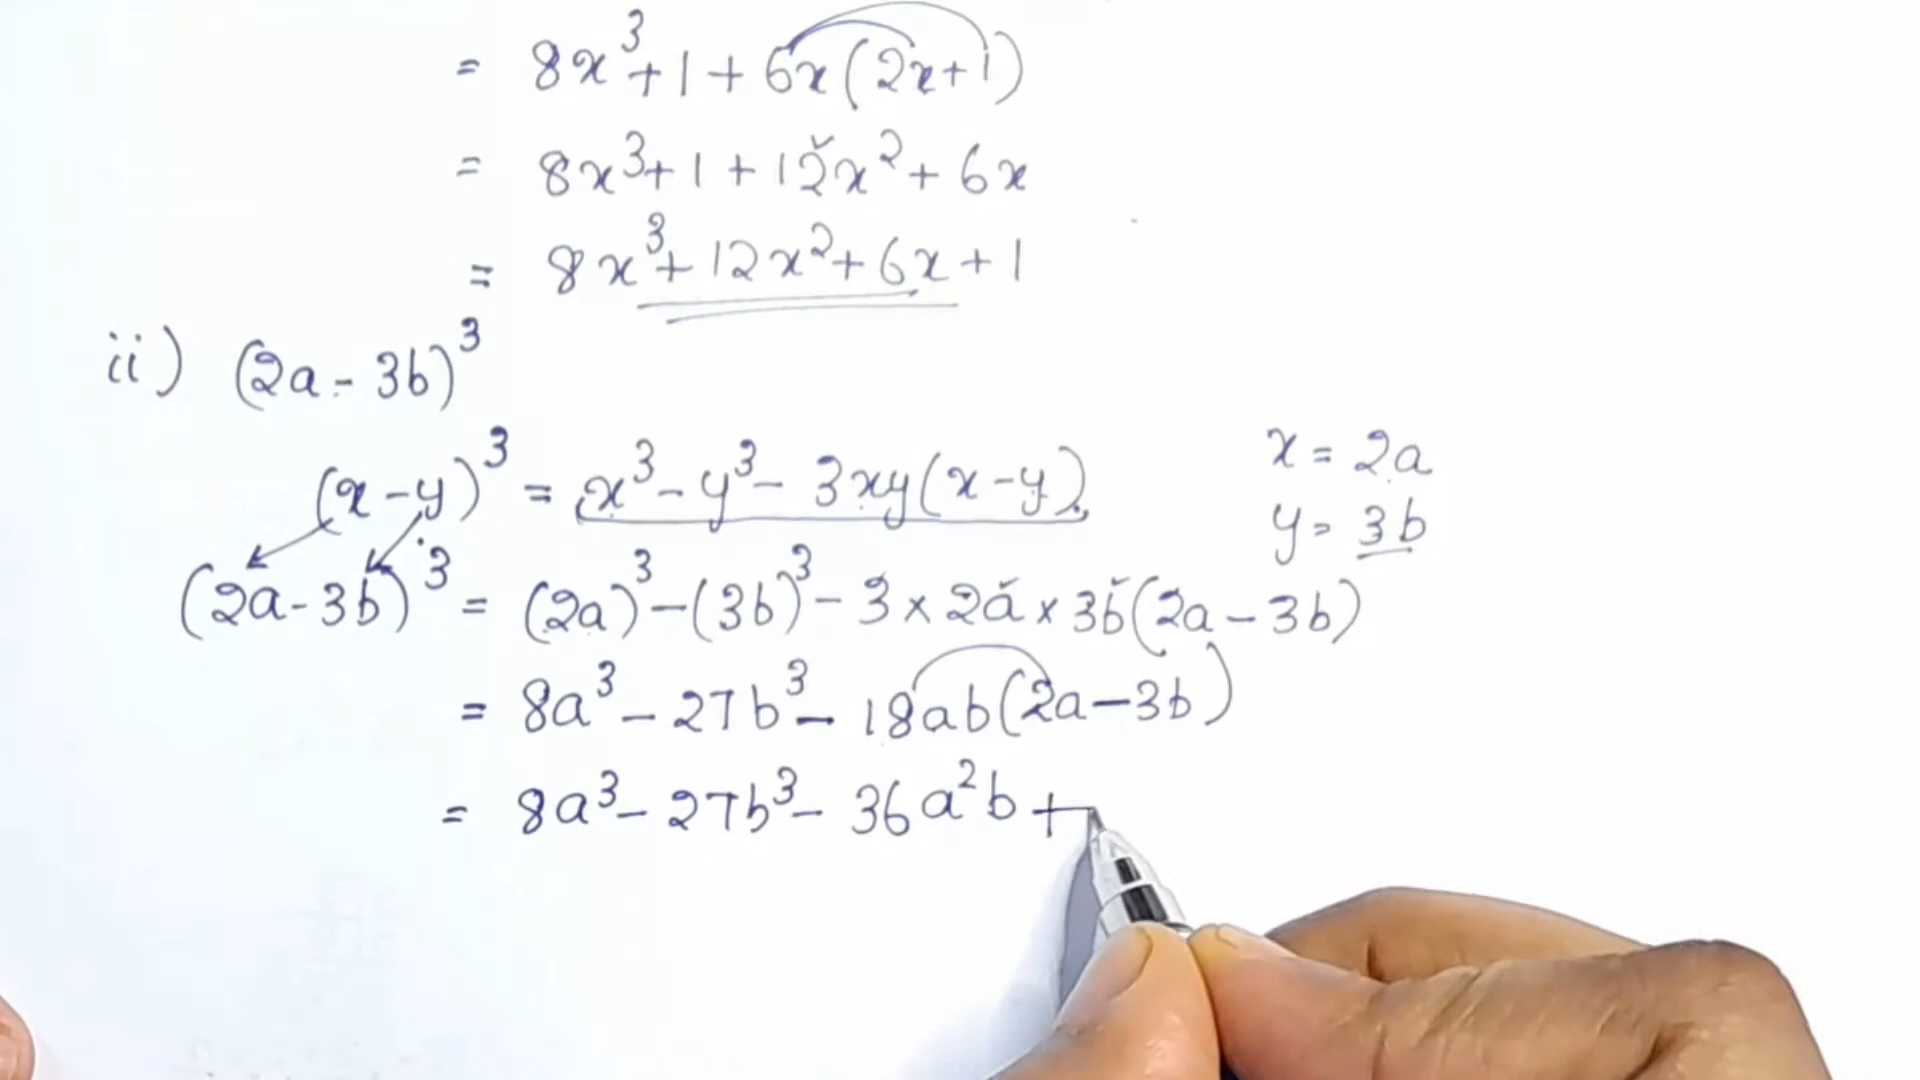 = 8x³+1+6x(2x+1)
= 8x³+1+12x²+6x
= 8x³+12x²+6x+1
ii) (2a-3b)³
(x-y)³ = x³-y³-3xy(x-y)
x = 2a
y = 3b
(2a-3b)³ = (2a)³-(3b)³-3×2a×3b(2a-3b)
= 8a³-27b³-18ab(2a-3b)
= 8a³-27b³-36a²b+